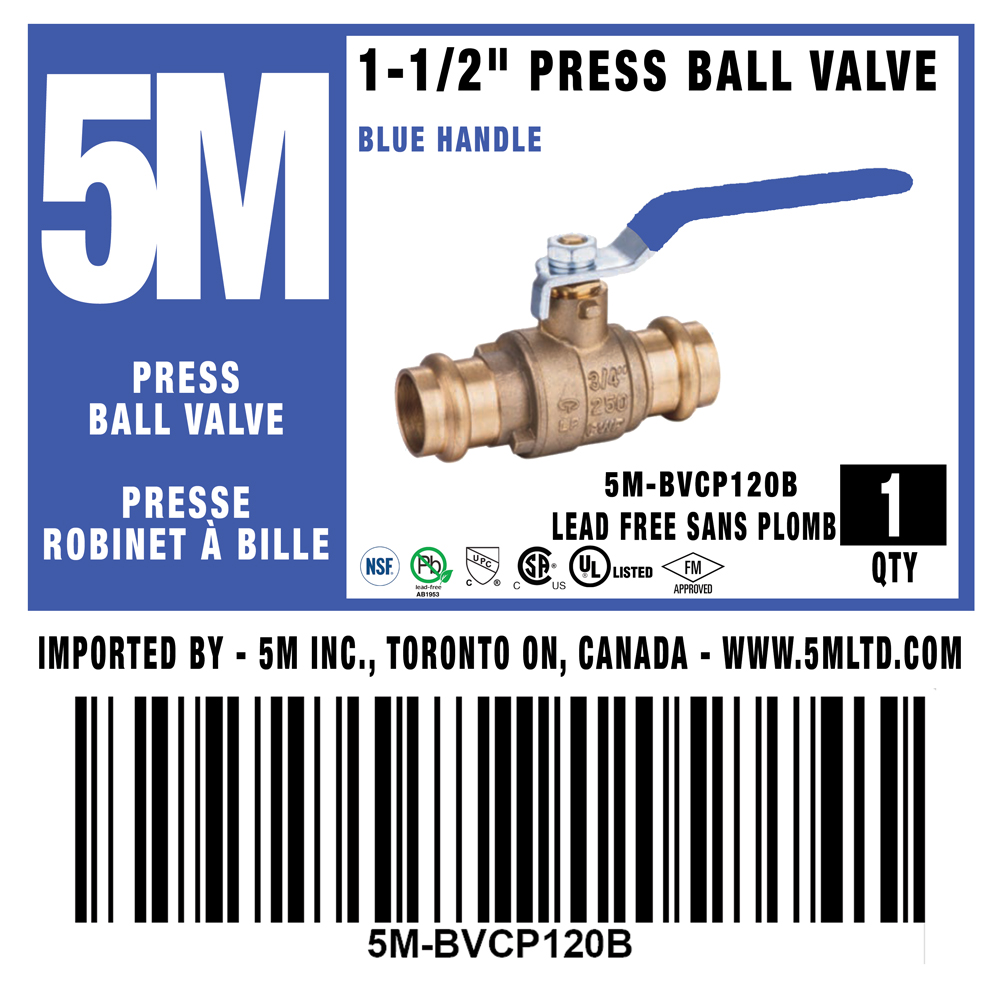 5M
PRESS
BALL VALVE
PRESSE
ROBINET À BILLE
1-1/2" PRESS BALL VALVE
BLUE HANDLE
3/4"
250
LF
5M-BVCP120B
LEAD FREE SANS PLOMB
1
QTY
NSF.
Pb
lead-free
AB1953
UPC
C ®
SA ®
C US
UL ®
LISTED
FM
APPROVED
IMPORTED BY - 5M INC., TORONTO ON, CANADA - WWW.5MLTD.COM
5M-BVCP120B